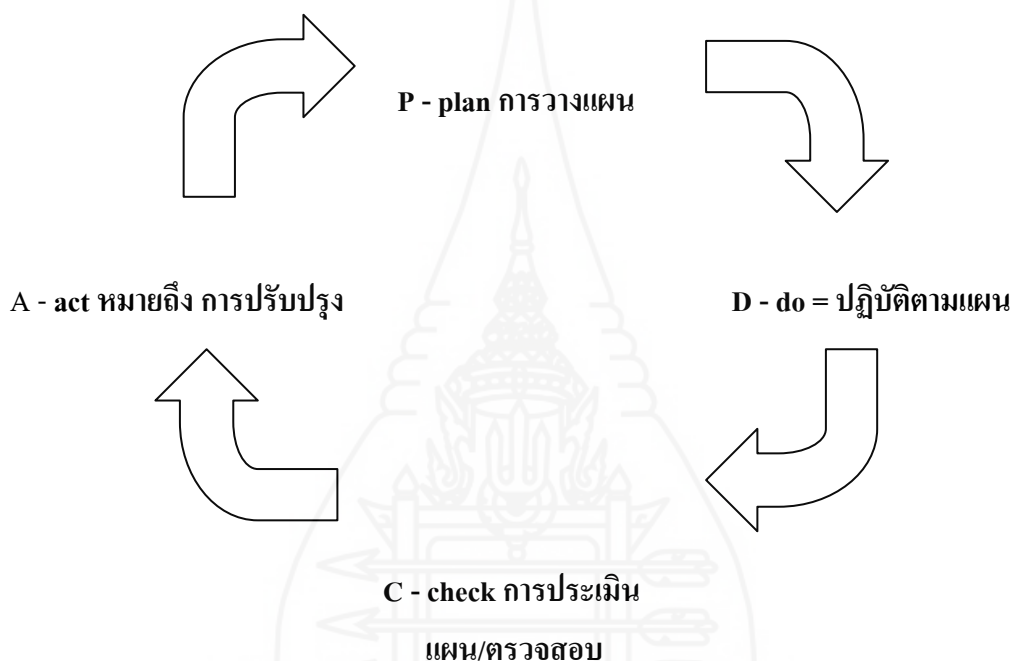 P - plan การวางแผน
A - act หมายถึง การปรับปรุง
D - do = ปฏิบัติตามแผน
C - check การประเมิน
แผน/ตรวจสอบ